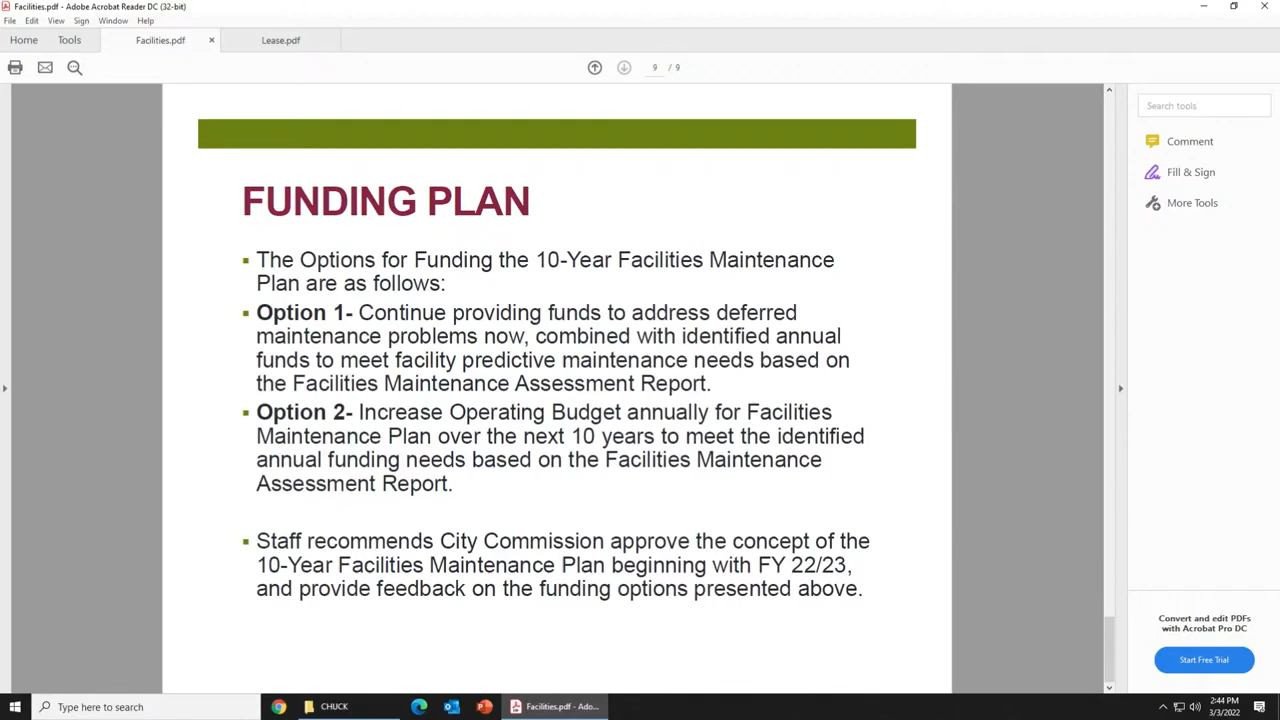 Facilities.pdf - Adobe Acrobat Reader DC (32-bit)
File Edit View Sign Window Help
Home Tools Facilities.pdf × Lease.pdf
9 / 9
Search tools
Comment
Fill & Sign
More Tools
FUNDING PLAN
▪ The Options for Funding the 10-Year Facilities Maintenance
Plan are as follows:
▪ Option 1- Continue providing funds to address deferred
maintenance problems now, combined with identified annual
funds to meet facility predictive maintenance needs based on
the Facilities Maintenance Assessment Report.
▪ Option 2- Increase Operating Budget annually for Facilities
Maintenance Plan over the next 10 years to meet the identified
annual funding needs based on the Facilities Maintenance
Assessment Report.
▪ Staff recommends City Commission approve the concept of the
10-Year Facilities Maintenance Plan beginning with FY 22/23,
and provide feedback on the funding options presented above.
Convert and edit PDFs
with Acrobat Pro DC
Start Free Trial
Type here to search
CHUCK
Facilities.pdf - Ado...
2:44 PM
3/3/2022